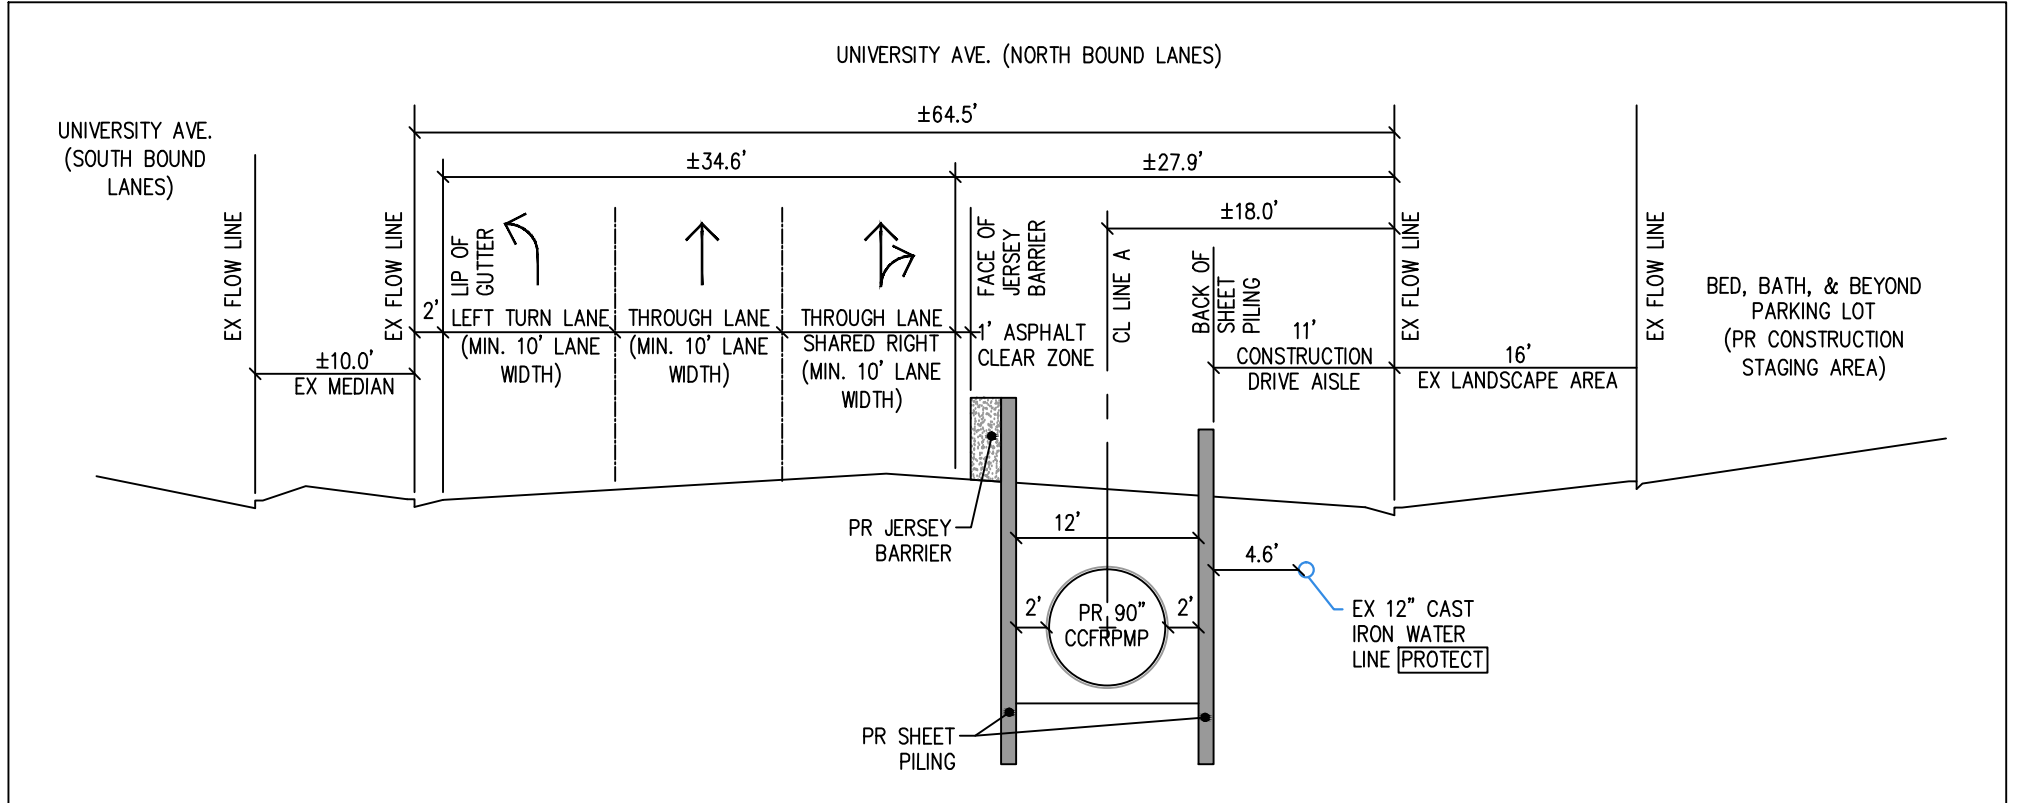 UNIVERSITY AVE. (NORTH BOUND LANES)
UNIVERSITY AVE.
(SOUTH BOUND
LANES)
±64.5’
±34.6’
±27.9’
±18.0’
EX FLOW LINE
±10.0’
EX MEDIAN
EX FLOW LINE
2’
LIP OF
GUTTER
LEFT TURN LANE
(MIN. 10’ LANE
WIDTH)
THROUGH LANE
(MIN. 10’ LANE
WIDTH)
THROUGH LANE
SHARED RIGHT
(MIN. 10’ LANE
WIDTH)
FACE OF
JERSEY
BARRIER
1’ ASPHALT
CLEAR ZONE
CL LINE A
BACK OF
SHEET
PILING
11’
CONSTRUCTION
DRIVE AISLE
EX FLOW LINE
16’
EX LANDSCAPE AREA
EX FLOW LINE
BED, BATH, & BEYOND
PARKING LOT
(PR CONSTRUCTION
STAGING AREA)
PR JERSEY
BARRIER
12’
4.6’
2’
PR 90”
CCFRPMP
2’
EX 12” CAST
IRON WATER
LINE PROTECT
PR SHEET
PILING